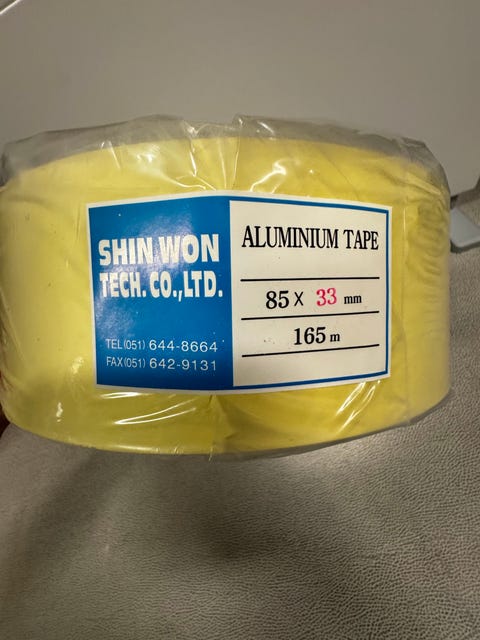 SHIN WON
TECH. CO.,LTD.
TEL(051) 644-8664
FAX(051) 642-9131
ALUMINIUM TAPE
85 X 33 mm
165 m